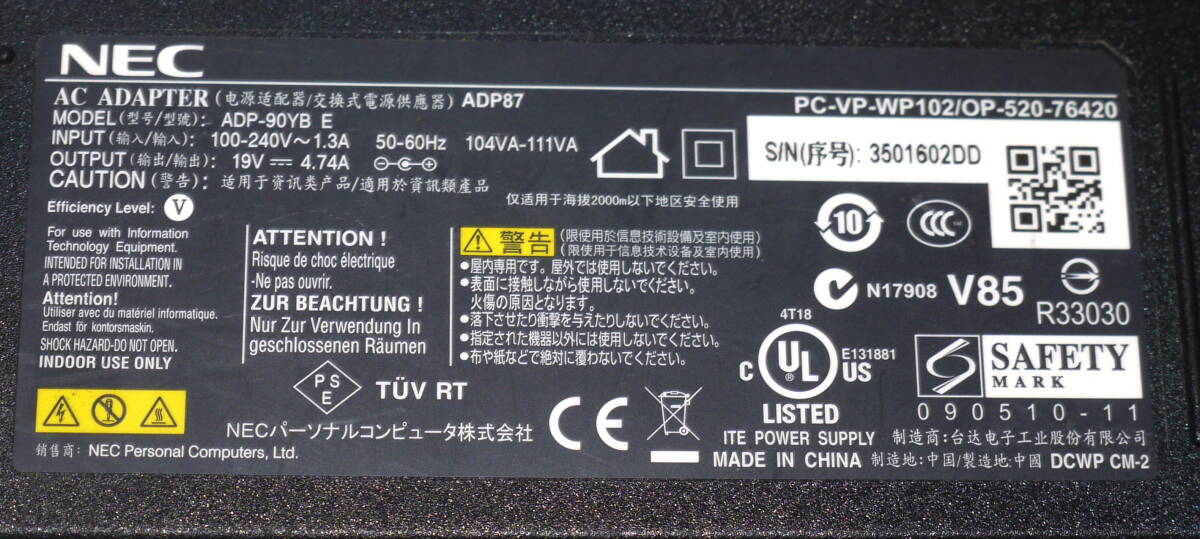 NEC
AC ADAPTER (电源适配器/交換式電源供應器) ADP87
PC-VP-WP102/OP-520-76420
MODEL (型号/型號): ADP-90YB E
INPUT (输入/輸入): 100-240V～1.3A 50-60Hz 104VA-111VA
OUTPUT (输出/輸出): 19V 4.74A
CAUTION (警告): 适用于资讯类产品/適用於資訊類產品
S/N(序号): 3501602DD
仅适用于海拔2000m以下地区安全使用
Efficiency Level: V
For use with Information
Technology Equipment.
INTENDED FOR INSTALLATION IN
A PROTECTED ENVIRONMENT.
Attention!
Utiliser avec du matériel informatique.
Endast för kontorsmaskin.
SHOCK HAZARD-DO NOT OPEN.
INDOOR USE ONLY
ATTENTION !
Risque de choc électrique
-Ne pas ouvrir.
ZUR BEACHTUNG !
Nur Zur Verwendung In
geschlossenen Räumen
警告 (限使用於信息技術設備及室内使用)
(限使用于信息技术设备及室内使用)
●屋内専用です。屋外では使用しないでください。
●表面に接触しながら使用しないでください。
火傷の原因となります。
●落下させたり衝撃を与えたりしないでください。
●指定された機器以外には使用しないでください。
●布や紙などで絶対に覆わないでください。
10
CCC
N17908 V85
R33030
4T18
C UL US
E131881
LISTED
SAFETY
MARK
090510-11
PSE
TÜV RT
NECパーソナルコンピュータ株式会社
CE
ITE POWER SUPPLY 制造商:台达电子工业股份有限公司
销售商: NEC Personal Computers, Ltd.
MADE IN CHINA 制造地:中国/製造地:中國 DCWP CM-2